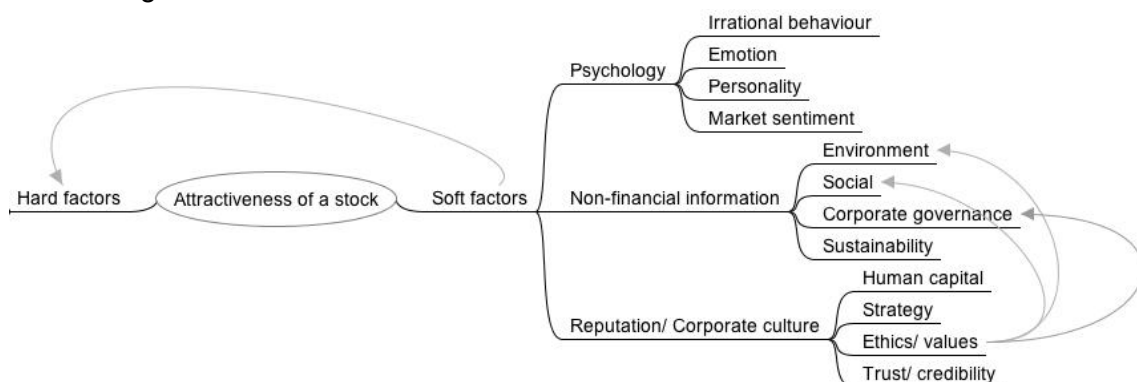 Irrational behaviour
Emotion
Psychology
Personality
Market sentiment
Environment
Social
Hard factors
Attractiveness of a stock
Soft factors
Non-financial information
Corporate governance
Sustainability
Human capital
Strategy
Reputation/ Corporate culture
Ethics/ values
Trust/ credibility